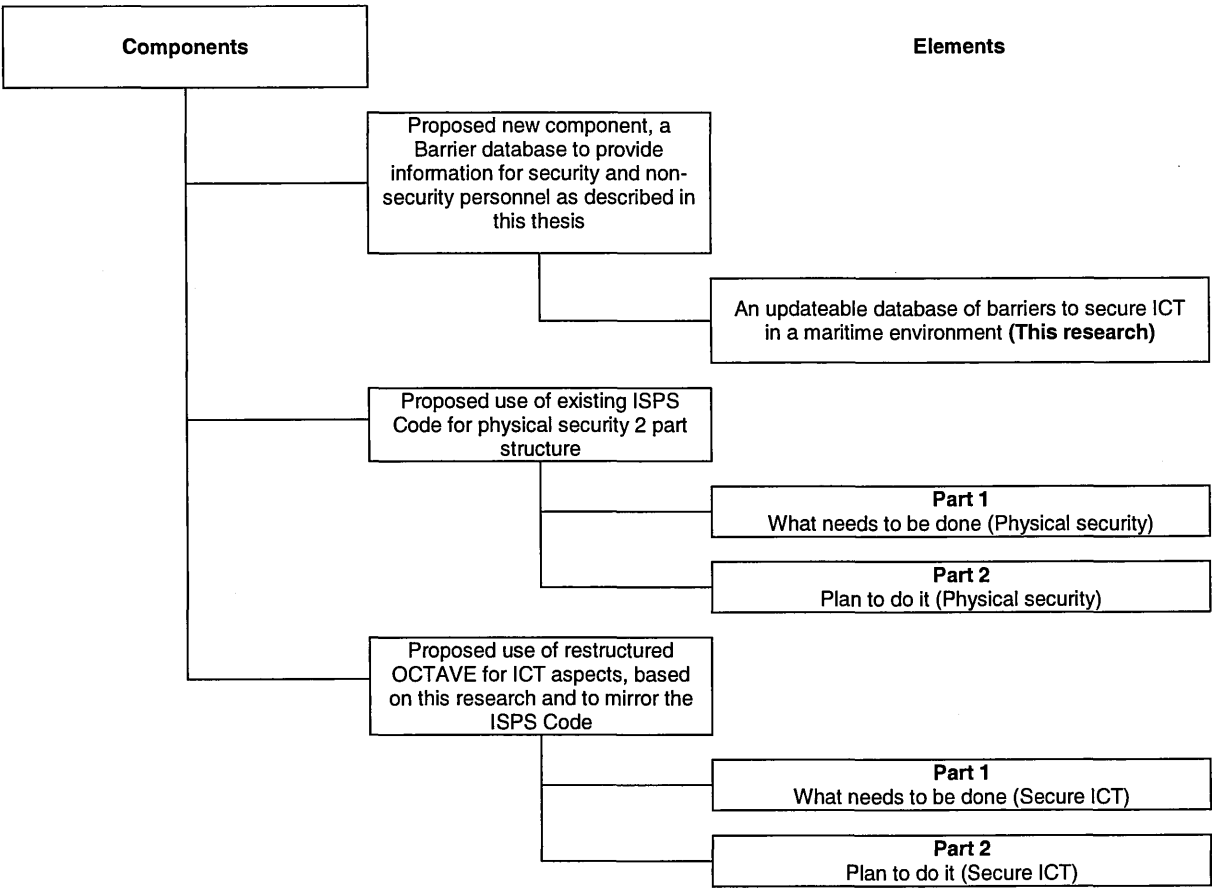 Components
Elements
Proposed new component, a
Barrier database to provide
information for security and non-
security personnel as described in
this thesis
An updateable database of barriers to secure ICT
in a maritime environment (This research)
Proposed use of existing ISPS
Code for physical security 2 part
structure
Part 1
What needs to be done (Physical security)
Part 2
Plan to do it (Physical security)
Proposed use of restructured
OCTAVE for ICT aspects, based
on this research and to mirror the
ISPS Code
Part 1
What needs to be done (Secure ICT)
Part 2
Plan to do it (Secure ICT)